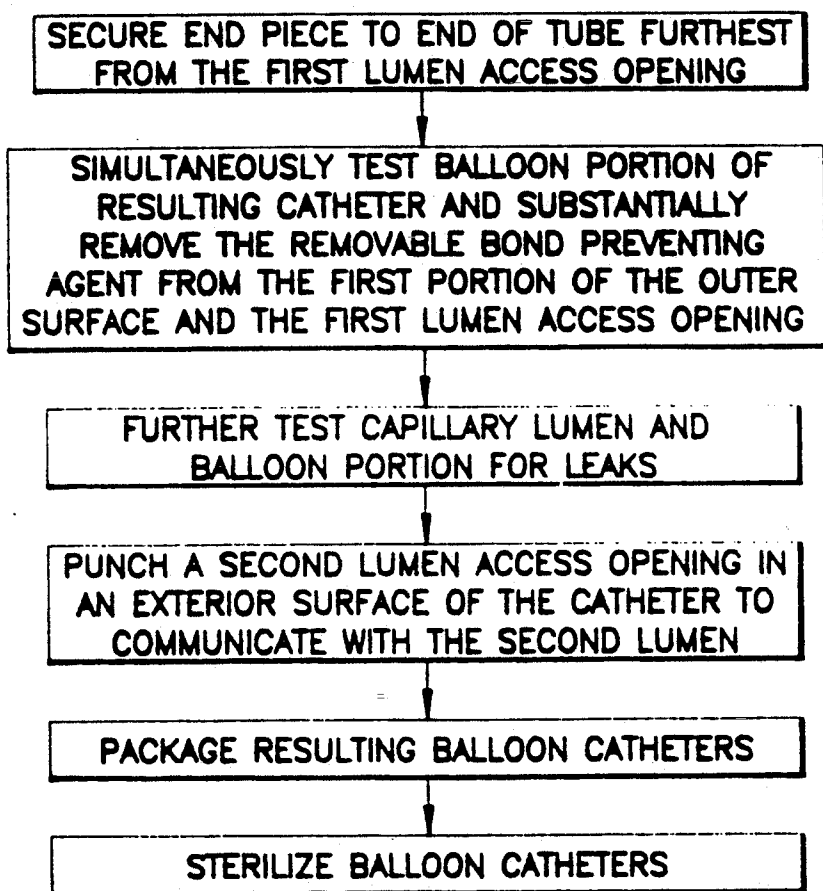 SECURE END PIECE TO END OF TUBE FURTHEST
FROM THE FIRST LUMEN ACCESS OPENING
SIMULTANEOUSLY TEST BALLOON PORTION OF
RESULTING CATHETER AND SUBSTANTIALLY
REMOVE THE REMOVABLE BOND PREVENTING
AGENT FROM THE FIRST PORTION OF THE OUTER
SURFACE AND THE FIRST LUMEN ACCESS OPENING
FURTHER TEST CAPILLARY LUMEN AND
BALLOON PORTION FOR LEAKS
PUNCH A SECOND LUMEN ACCESS OPENING IN
AN EXTERIOR SURFACE OF THE CATHETER TO
COMMUNICATE WITH THE SECOND LUMEN
PACKAGE RESULTING BALLOON CATHETERS
STERILIZE BALLOON CATHETERS